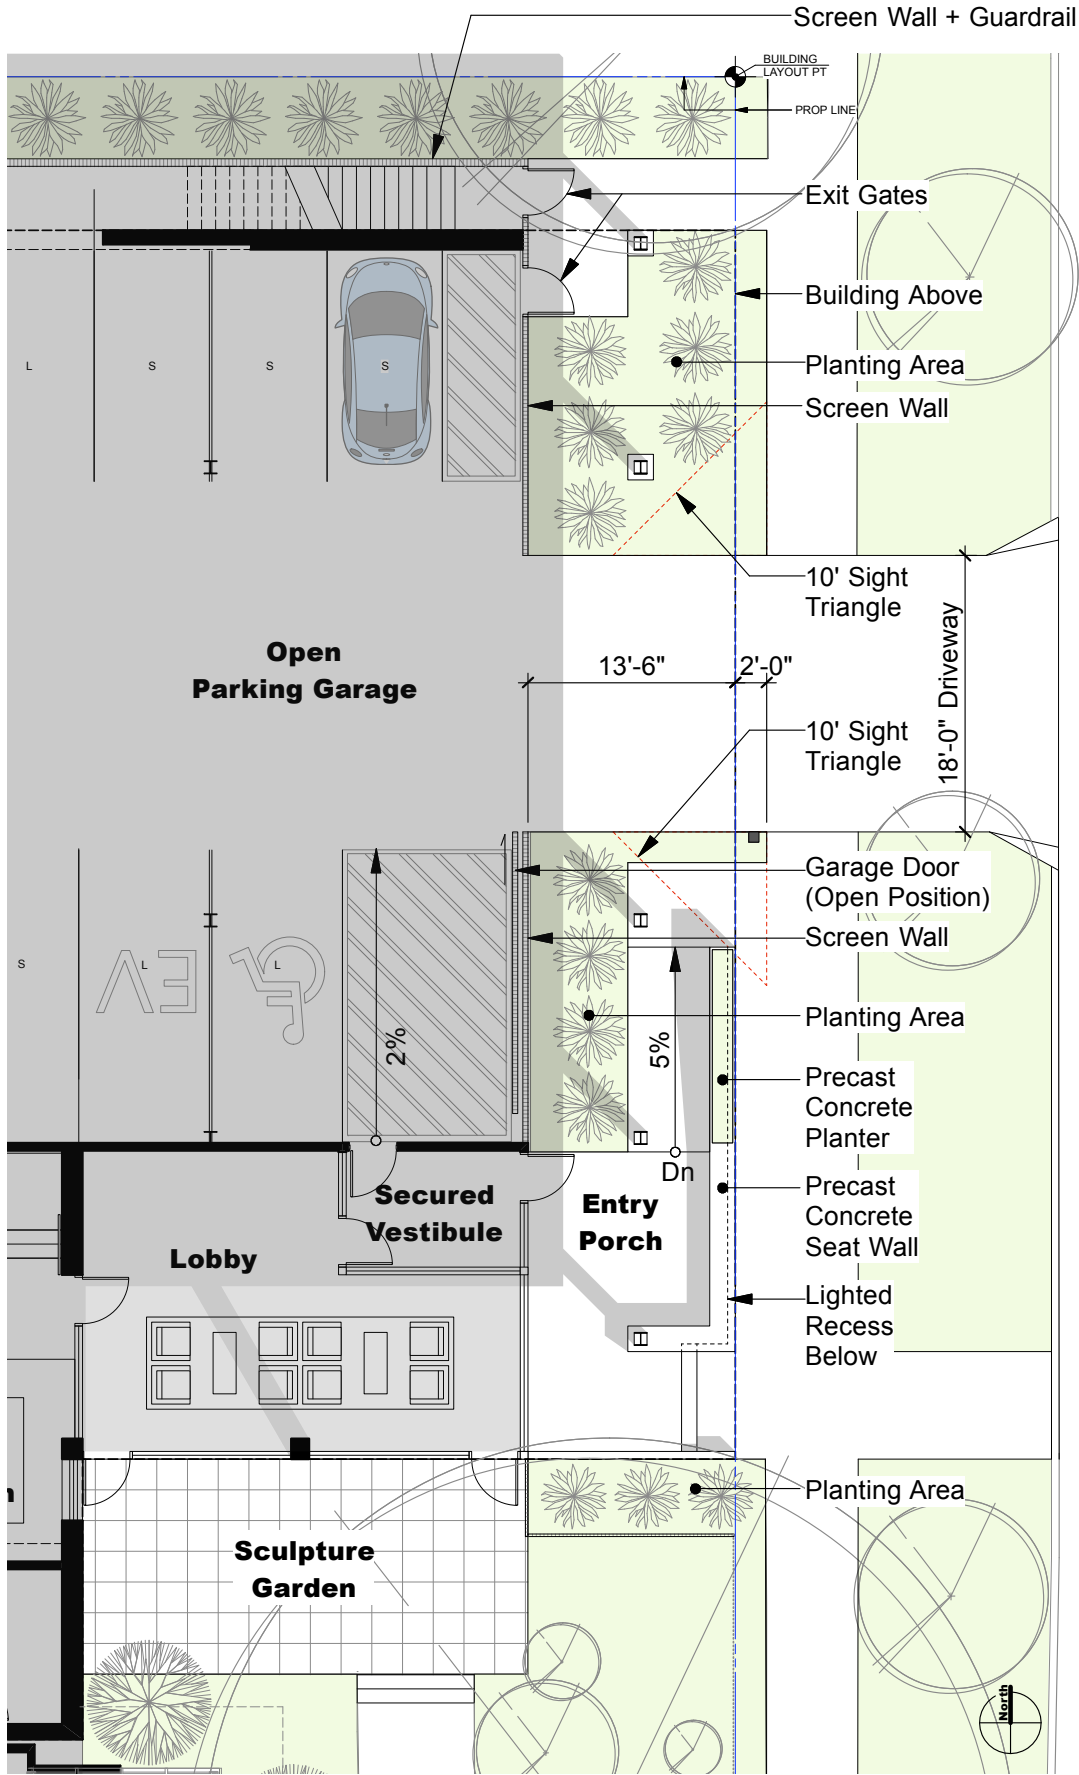 Screen Wall + Guardrail
BUILDING
LAYOUT PT
PROP LINE
Exit Gates
Building Above
L
S
S
S
Planting Area
Screen Wall
10' Sight
Triangle
18'-0" Driveway
Open
Parking Garage
13'-6"
2'-0"
10' Sight
Triangle
Garage Door
(Open Position)
Screen Wall
S
L
L
EV
2%
5%
Planting Area
Precast
Concrete
Planter
Dn
Precast
Concrete
Seat Wall
Secured
Vestibule
Entry
Porch
Lobby
Lighted
Recess
Below
n
Planting Area
Sculpture
Garden
North